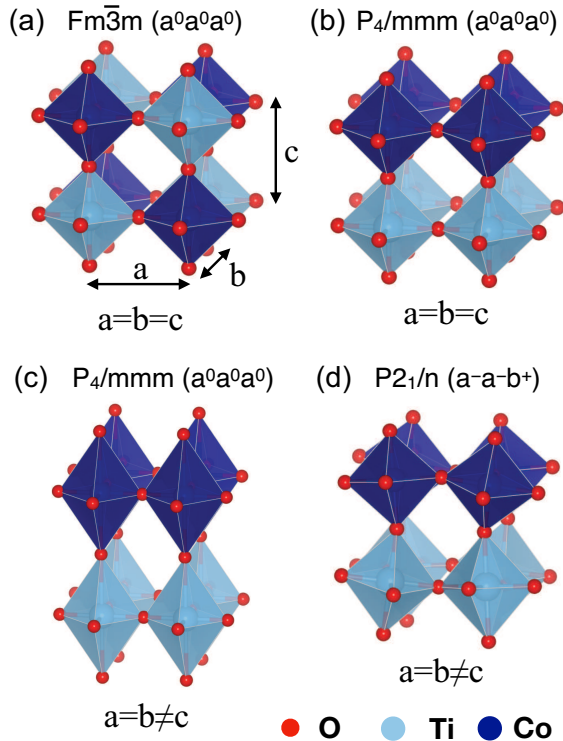 (a) Fm3̅m (a⁰a⁰a⁰)
(b) P₄/mmm (a⁰a⁰a⁰)
c
a
b
a=b=c
a=b=c
(c) P₄/mmm (a⁰a⁰a⁰)
(d) P2₁/n (a⁻a⁻b⁺)
a=b≠c
a=b≠c
O Ti Co